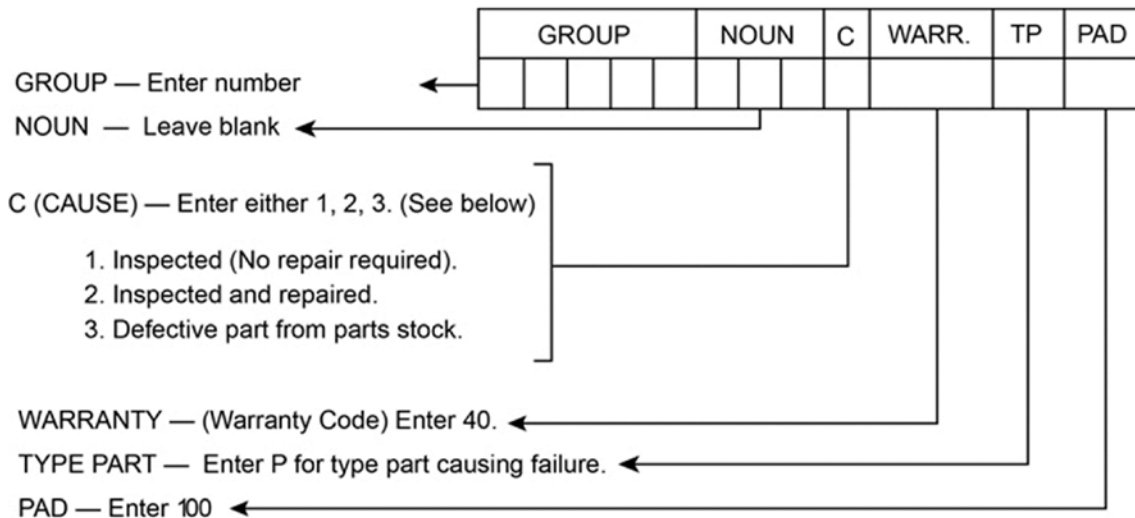 GROUP NOUN C WARR. TP PAD
GROUP — Enter number
NOUN — Leave blank
C (CAUSE) — Enter either 1, 2, 3. (See below)
1. Inspected (No repair required).
2. Inspected and repaired.
3. Defective part from parts stock.
WARRANTY — (Warranty Code) Enter 40.
TYPE PART — Enter P for type part causing failure.
PAD — Enter 100